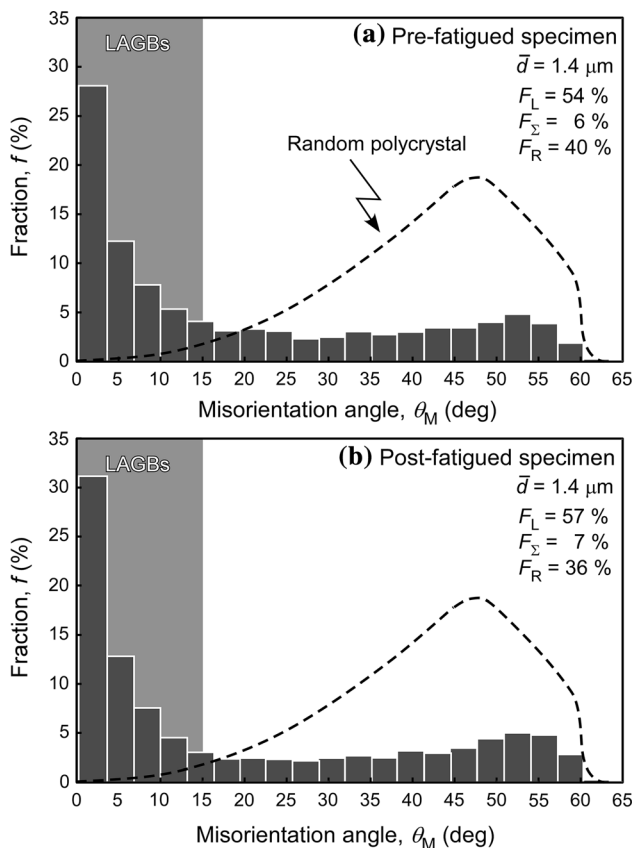 (a) Pre-fatigued specimen
LAGBs
d̅ = 1.4 μm
F_L = 54 %
F_Σ = 6 %
F_R = 40 %
Random polycrystal
Fraction, f (%)
35
30
25
20
15
10
5
0
0 5 10 15 20 25 30 35 40 45 50 55 60 65
Misorientation angle, θ_M (deg)
(b) Post-fatigued specimen
LAGBs
d̅ = 1.4 μm
F_L = 57 %
F_Σ = 7 %
F_R = 36 %
Fraction, f (%)
35
30
25
20
15
10
5
0
0 5 10 15 20 25 30 35 40 45 50 55 60 65
Misorientation angle, θ_M (deg)